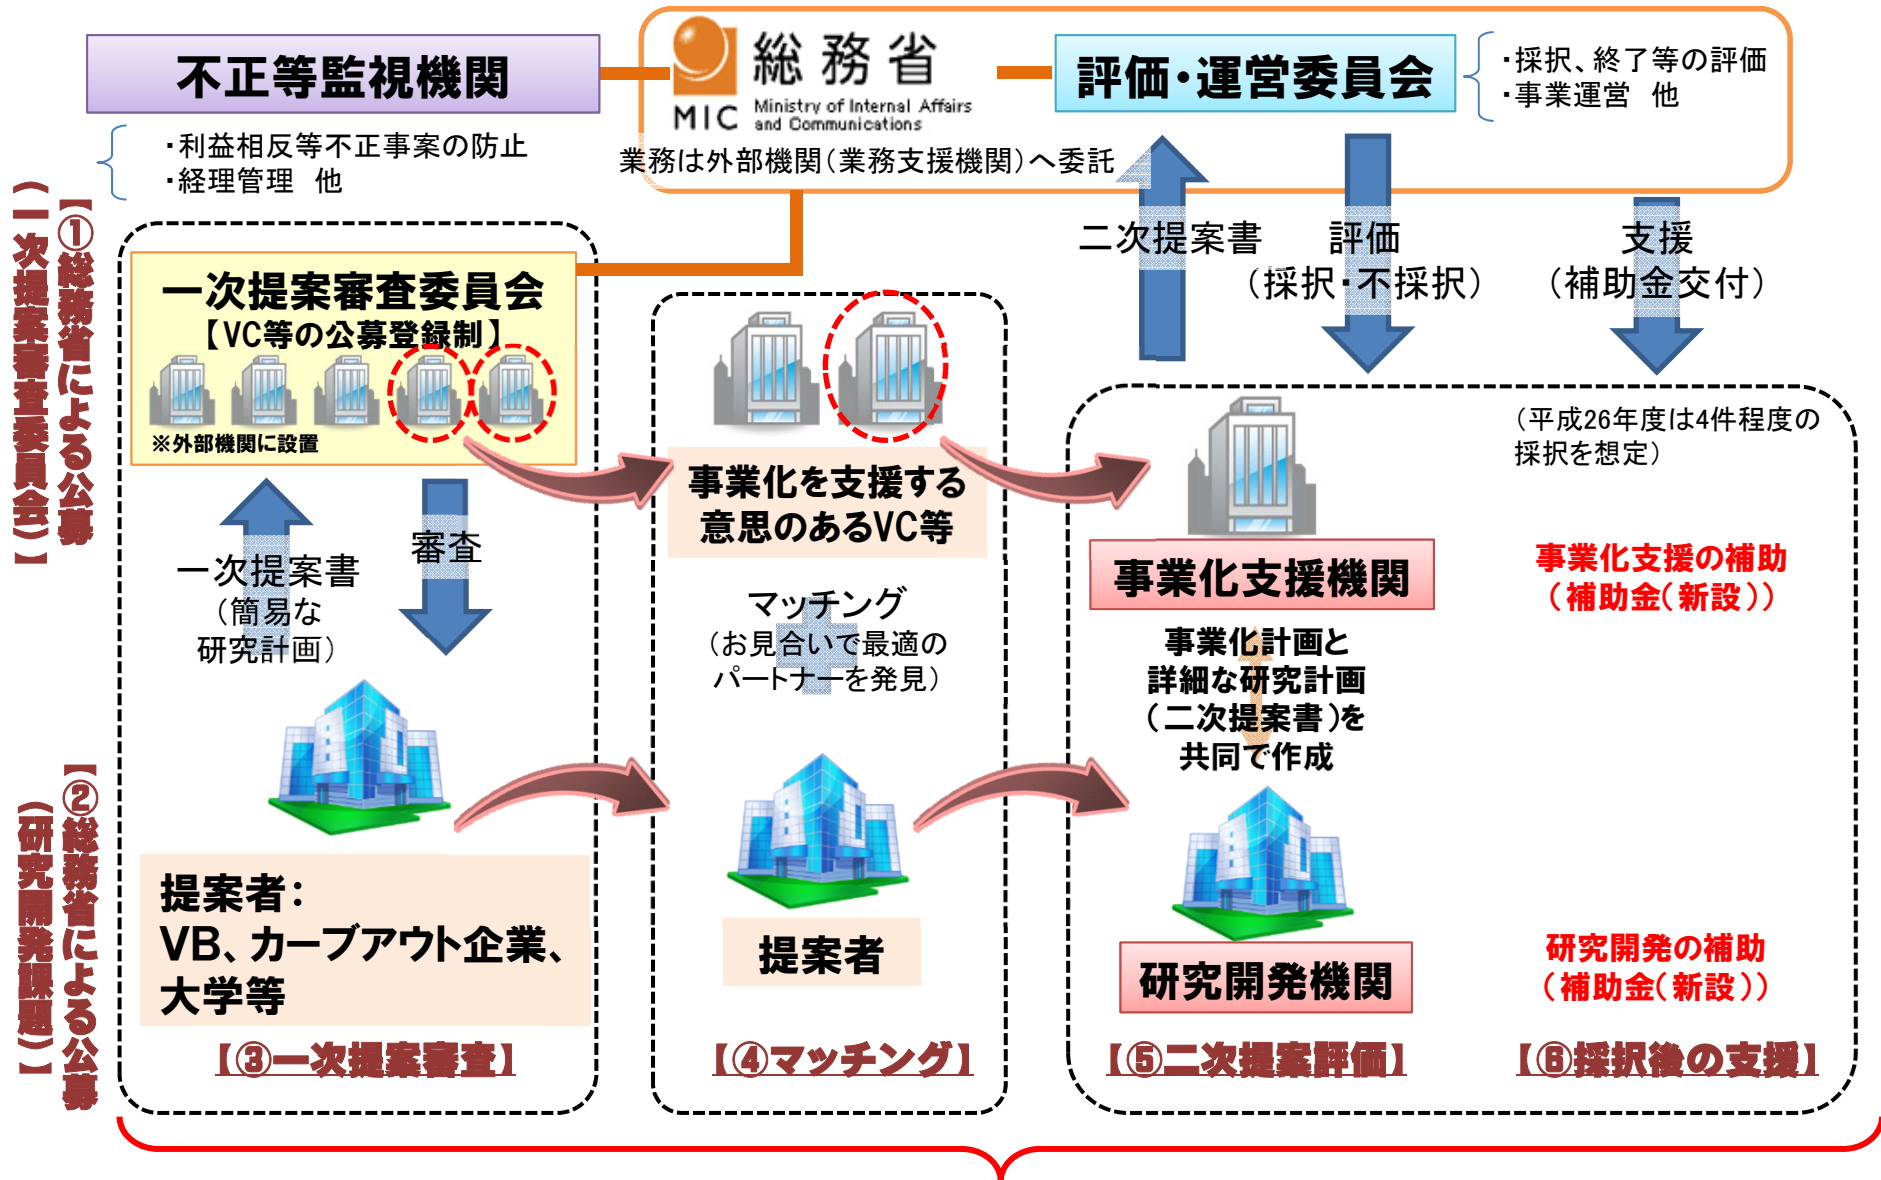 不正等監視機関
・利益相反等不正事案の防止
・経理管理　他
総務省
MIC
Ministry of Internal Affairs
and Communications
業務は外部機関（業務支援機関）へ委託
評価・運営委員会
・採択、終了等の評価
・事業運営　他
【①総務省による公募
（一次提案審査委員会）】
【②総務省による公募
（研究開発課題）】
一次提案審査委員会
【VC等の公募登録制】
※外部機関に設置
一次提案書
（簡易な
研究計画）
審査
提案者：
VB、カーブアウト企業、
大学等
【③一次提案審査】
事業化を支援する
意思のあるVC等
マッチング
（お見合いで最適の
パートナーを発見）
提案者
【④マッチング】
二次提案書
評価
（採択・不採択）
支援
（補助金交付）
事業化支援機関
事業化計画と
詳細な研究計画
（二次提案書）を
共同で作成
研究開発機関
【⑤二次提案評価】
（平成26年度は4件程度の
採択を想定）
事業化支援の補助
（補助金（新設））
研究開発の補助
（補助金（新設））
【⑥採択後の支援】